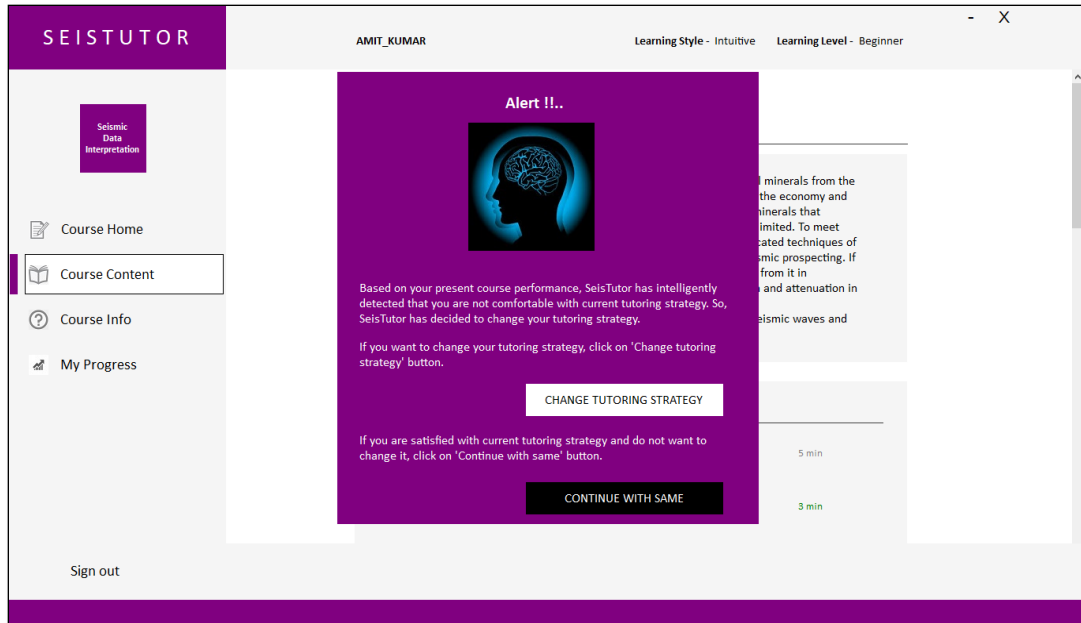 SEISTUTOR
- X
AMIT_KUMAR
Learning Style - Intuitive
Learning Level - Beginner
Seismic
Data
Interpretation
Course Home
Course Content
Course Info
My Progress
Sign out
Alert !!..
Based on your present course performance, SeisTutor has intelligently
detected that you are not comfortable with current tutoring strategy. So,
SeisTutor has decided to change your tutoring strategy.
If you want to change your tutoring strategy, click on 'Change tutoring
strategy' button.
CHANGE TUTORING STRATEGY
If you are satisfied with current tutoring strategy and do not want to
change it, click on 'Continue with same' button.
CONTINUE WITH SAME
minerals from the
the economy and
that
To meet
techniques of
prospecting. If
from it in
and attenuation in
waves and
5 min
3 min